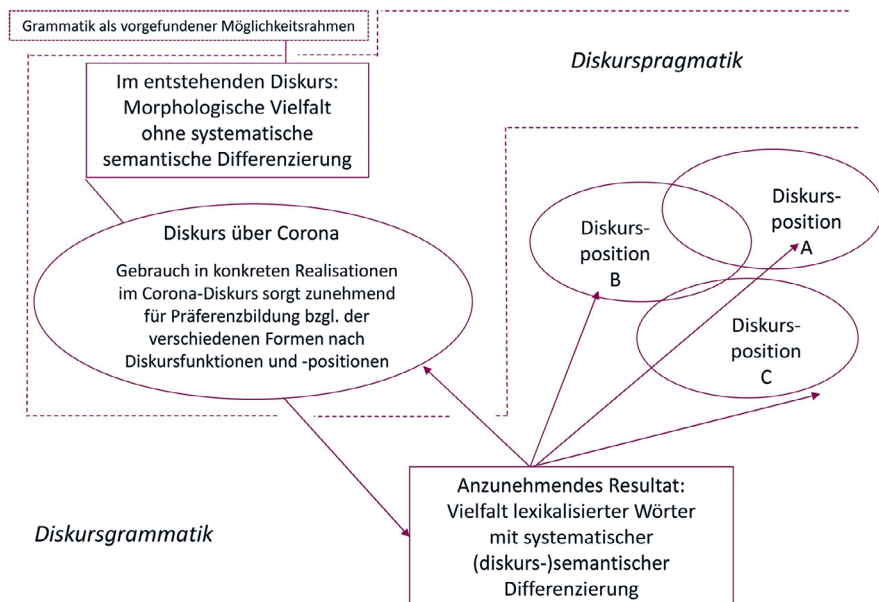 Grammatik als vorgefundener Möglichkeitsrahmen
Im entstehenden Diskurs:
Morphologische Vielfalt
ohne systematische
semantische Differenzierung
Diskurspragmatik
Diskurs über Corona
Gebrauch in konkreten Realisationen
im Corona-Diskurs sorgt zunehmend
für Präferenzbildung bzgl. der
verschiedenen Formen nach
Diskursfunktionen und -positionen
Diskurs-
position
A
Diskurs-
position
B
Diskurs-
position
C
Diskursgrammatik
Anzunehmendes Resultat:
Vielfalt lexikalisierter Wörter
mit systematischer
(diskurs-)semantischer
Differenzierung